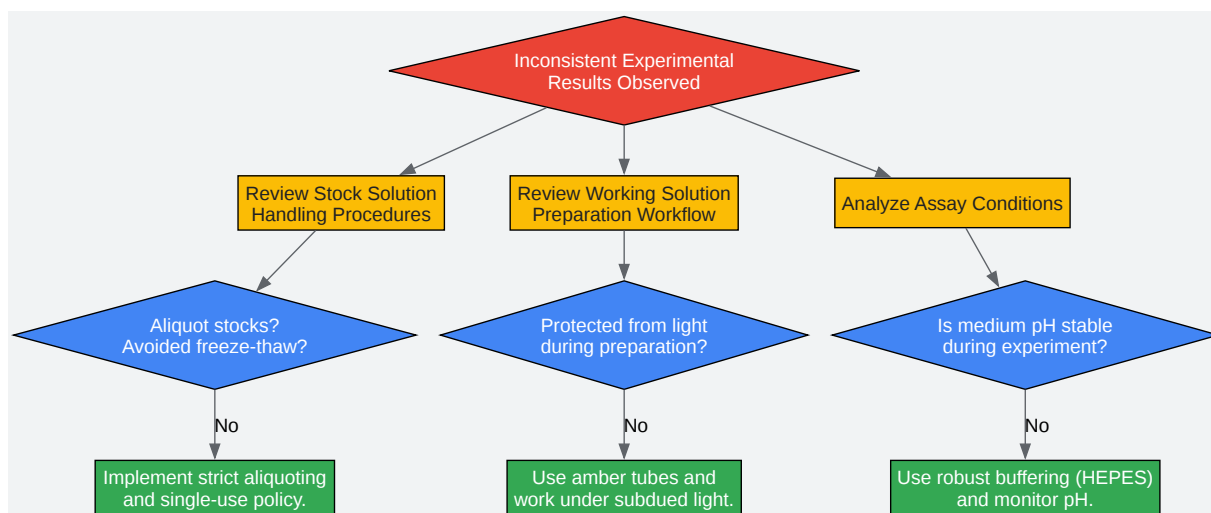 Inconsistent Experimental
Results Observed
Review Stock Solution
Handling Procedures
Review Working Solution
Preparation Workflow
Analyze Assay Conditions
Aliquot stocks?
Avoided freeze-thaw?
Protected from light
during preparation?
Is medium pH stable
during experiment?
No
No
No
Implement strict aliquoting
and single-use policy.
Use amber tubes and
work under subdued light.
Use robust buffering (HEPES)
and monitor pH.